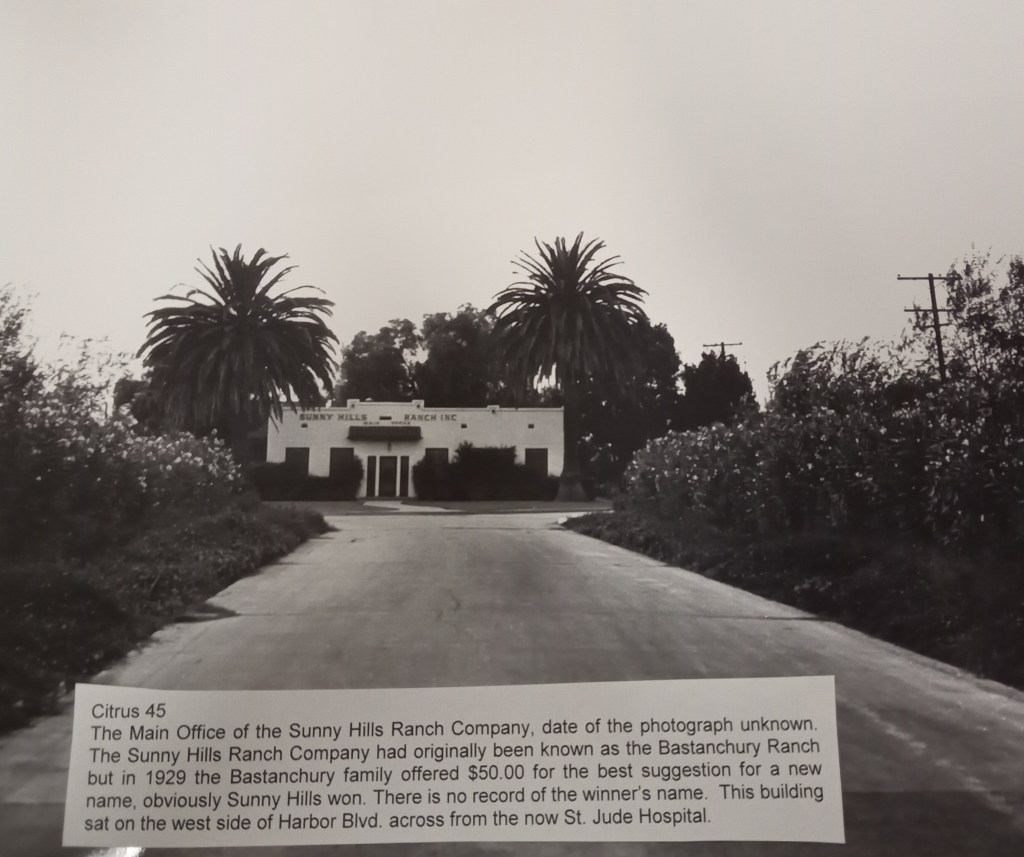 SUNNY HILLS RANCH INC
MAIN OFFICE
Citrus 45
The Main Office of the Sunny Hills Ranch Company, date of the photograph unknown.
The Sunny Hills Ranch Company had originally been known as the Bastanchury Ranch
but in 1929 the Bastanchury family offered $50.00 for the best suggestion for a new
name, obviously Sunny Hills won. There is no record of the winner's name. This building
sat on the west side of Harbor Blvd. across from the now St. Jude Hospital.